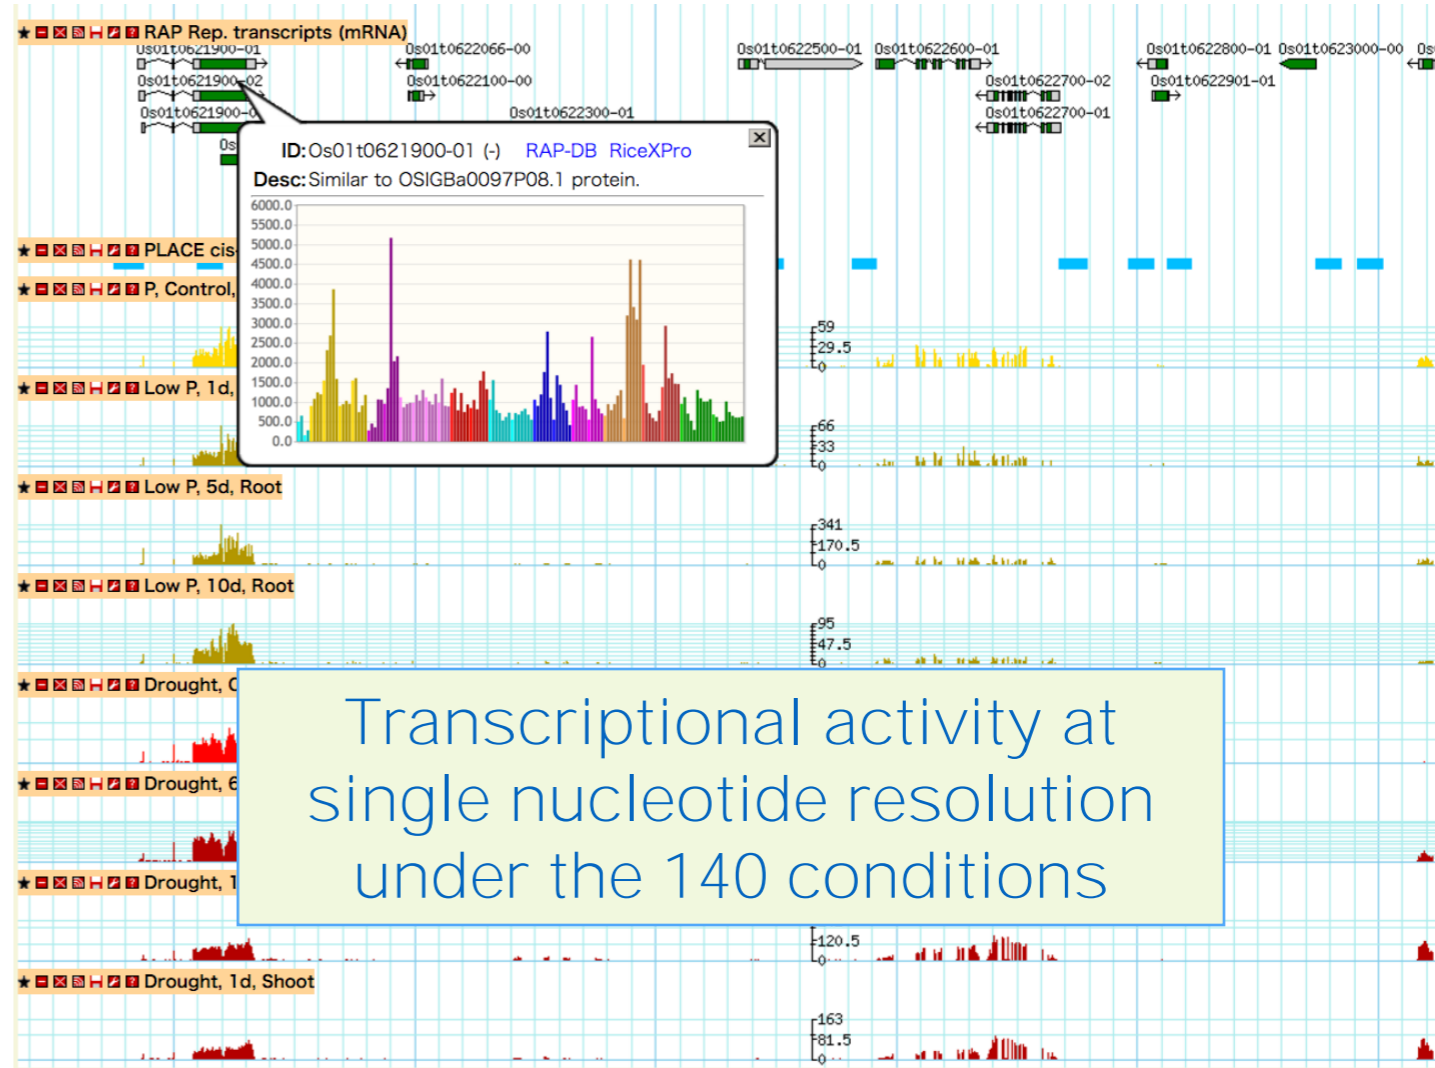 RAP Rep. transcripts (mRNA)
Os01t0621900-01
Os01t0622066-00
Os01t0622500-01
Os01t0622600-01
Os01t0622800-01
Os01t0623000-00
Os
Os01t0621900-02
Os01t0622100-00
Os01t0622700-02
Os01t0622901-01
Os01t0621900-0
Os01t0622300-01
Os01t0622700-01
Os
ID: Os01t0621900-01 (-) RAP-DB RiceXPro
Desc: Similar to OSIGBa0097P08.1 protein.
6000.0
5500.0
5000.0
4500.0
4000.0
3500.0
3000.0
2500.0
2000.0
1500.0
1000.0
500.0
0.0
PLACE cis-
P, Control,
59
29.5
0
Low P, 1d,
66
33
0
Low P, 5d, Root
341
170.5
0
Low P, 10d, Root
95
47.5
0
Drought, C
Drought, 6
Drought, 1
Transcriptional activity at
single nucleotide resolution
under the 140 conditions
120.5
0
Drought, 1d, Shoot
163
81.5
0